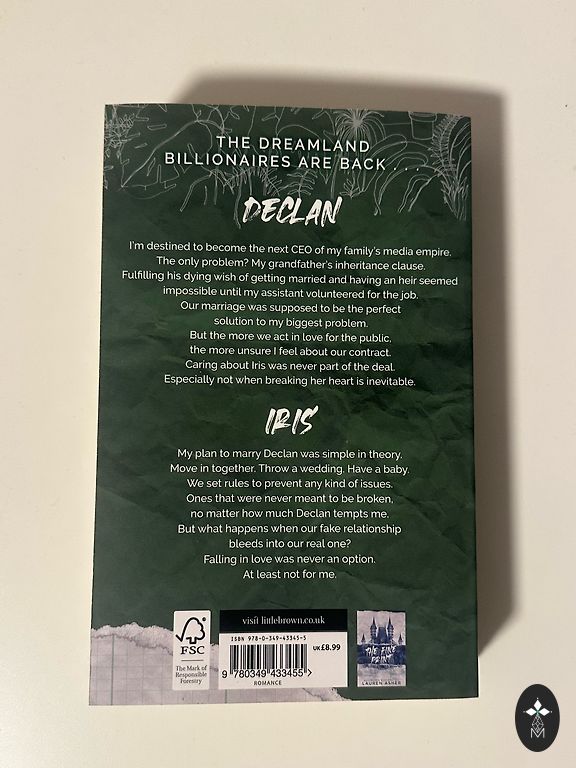 THE DREAMLAND
BILLIONAIRES ARE BACK . . .
DECLAN
I'm destined to become the next CEO of my family's media empire.
The only problem? My grandfather's inheritance clause.
Fulfilling his dying wish of getting married and having an heir seemed
impossible until my assistant volunteered for the job.
Our marriage was supposed to be the perfect
solution to my biggest problem.
But the more we act in love for the public,
the more unsure I feel about our contract.
Caring about Iris was never part of the deal.
Especially not when breaking her heart is inevitable.
IRIS
My plan to marry Declan was simple in theory.
Move in together. Throw a wedding. Have a baby.
We set rules to prevent any kind of issues.
Ones that were never meant to be broken,
no matter how much Declan tempts me.
But what happens when our fake relationship
bleeds into our real one?
Falling in love was never an option.
At least not for me.
FSC
The Mark of
Responsible
Forestry
visit littlebrown.co.uk
ISBN 978-0-349-43345-5
9 780349 433455 >
ROMANCE
UK £8.99
THE FINE
PRINT
LAUREN ASHER
M